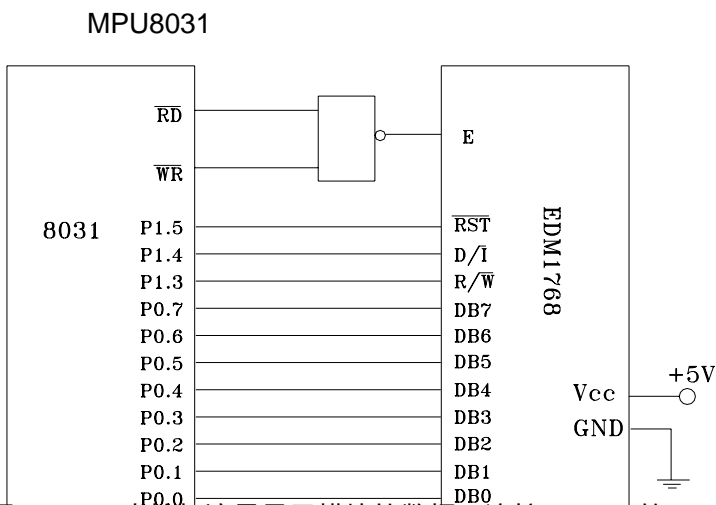 MPU8031
RD
WR
8031
P1.5
P1.4
P1.3
P0.7
P0.6
P0.5
P0.4
P0.3
P0.2
P0.1
P0.0
E
RST
D/I
R/W
DB7
DB6
DB5
DB4
DB3
DB2
DB1
DB0
EDM1768
Vcc
GND
+5V